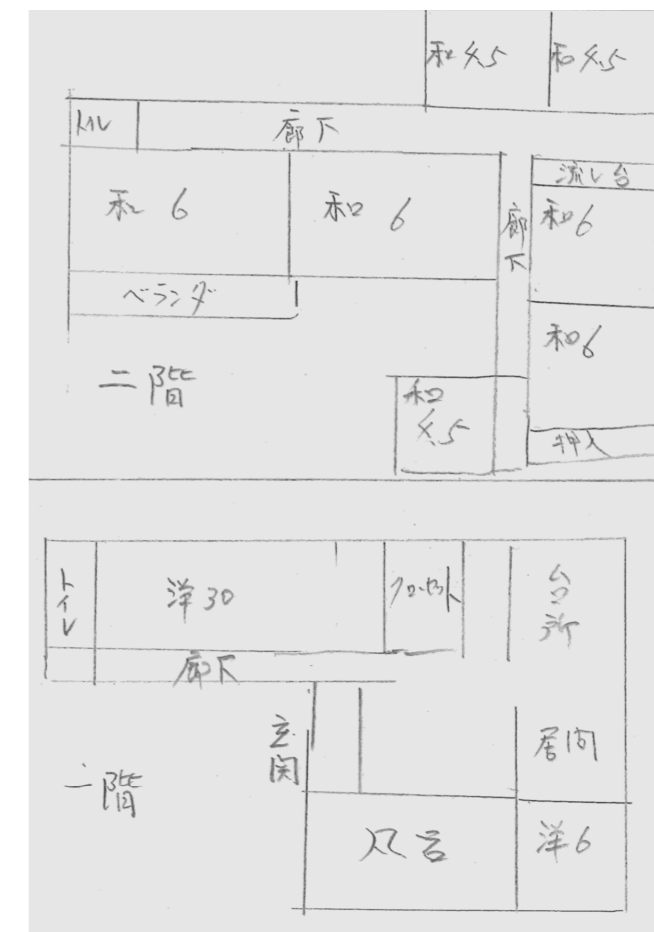 和4.5
和4.5
トイレ
廊下
流し台
和 6
和 6
廊下
和6
ベランダ
和6
二階
和
4.5
押入
トイレ
洋30
クローゼット
台所
廊下
玄関
居間
一階
風呂
洋6